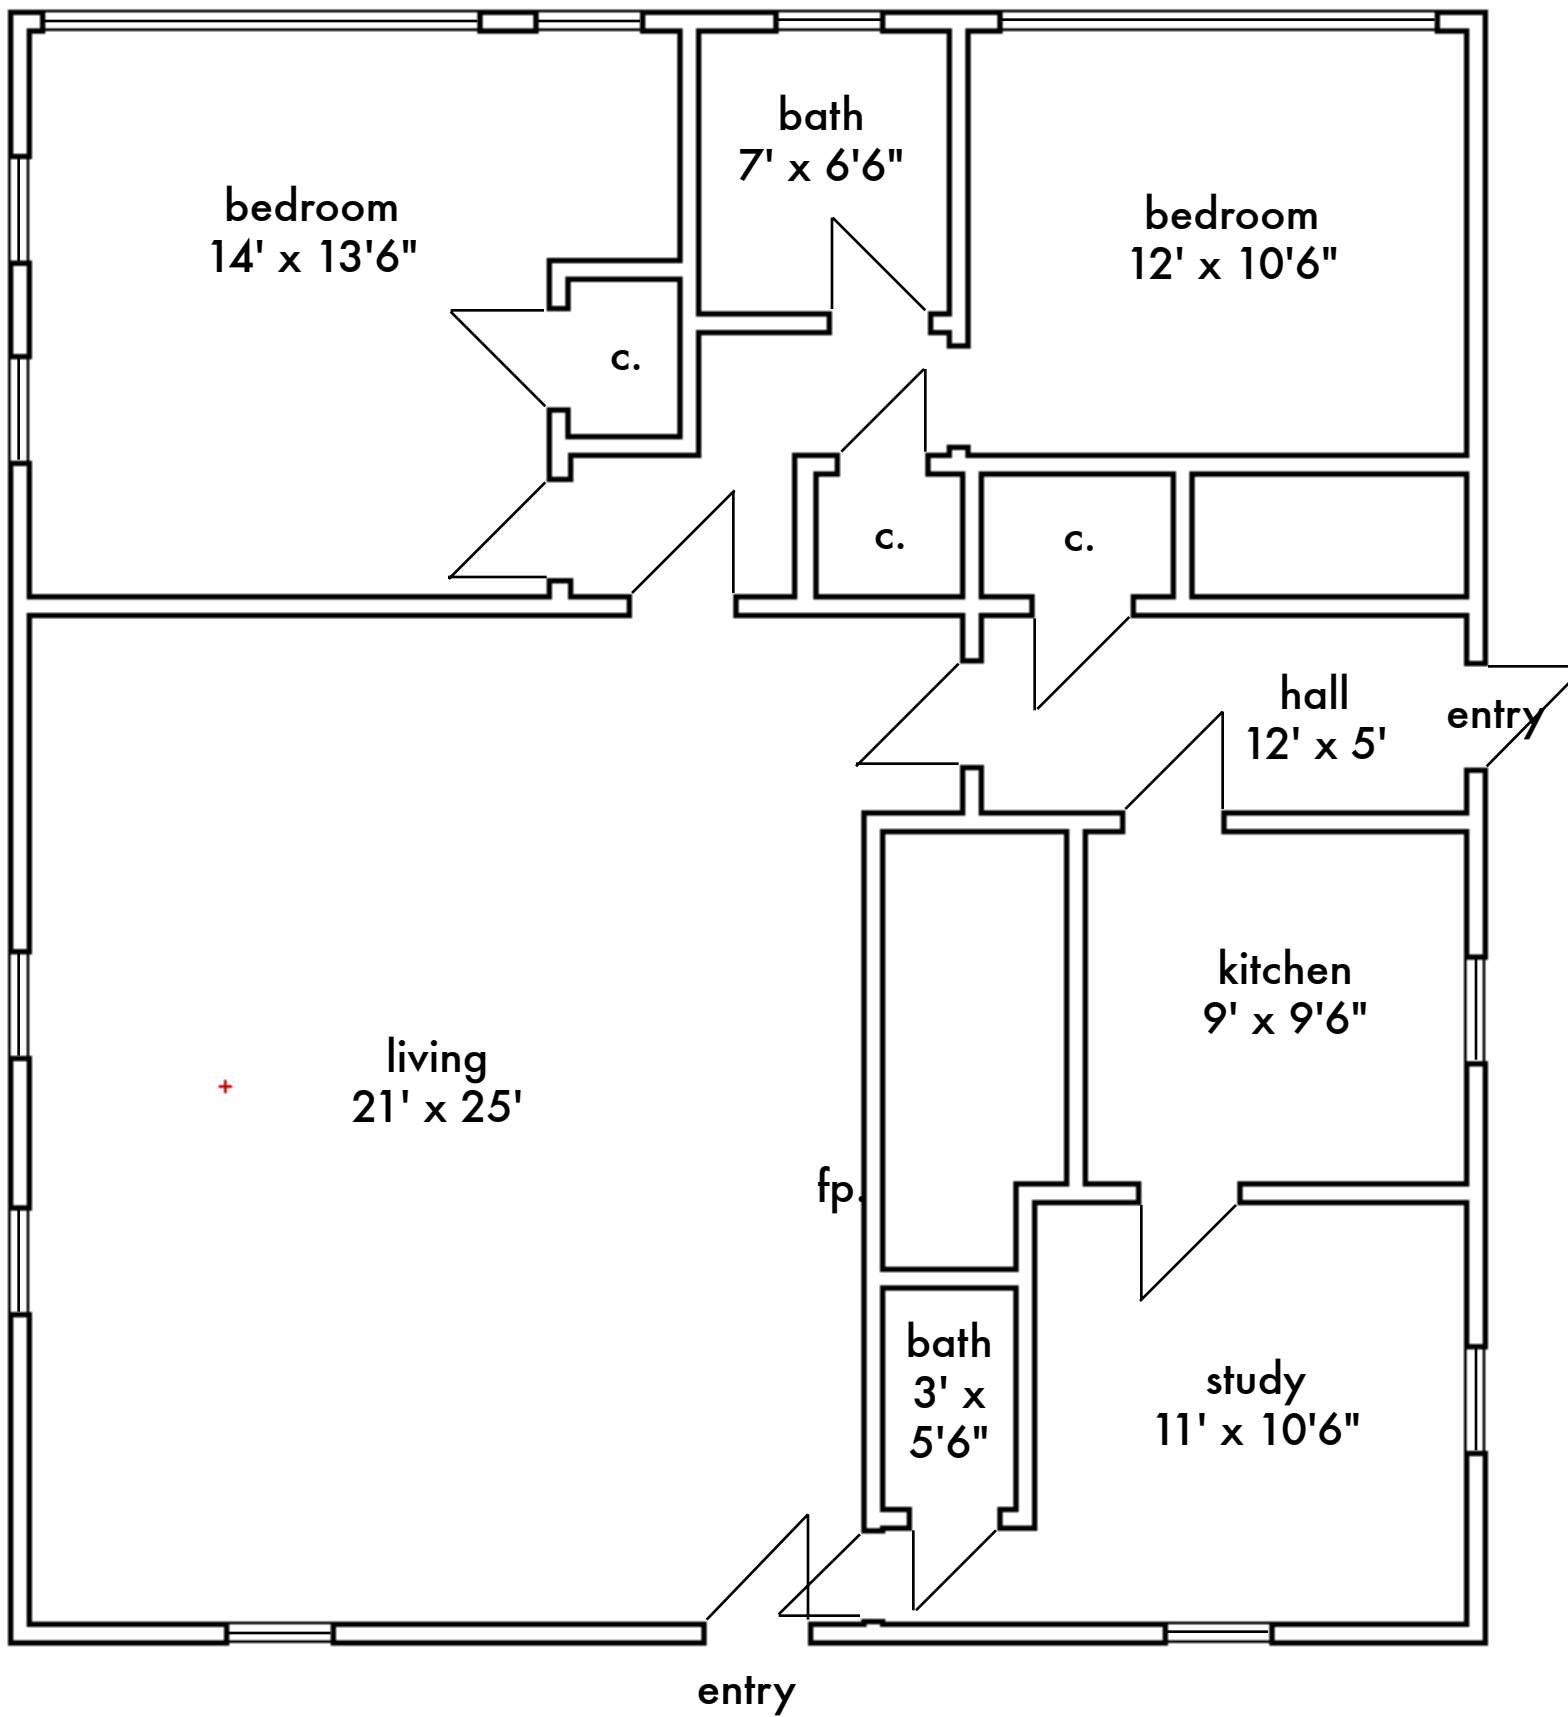 bath
7' x 6'6"
bedroom
14' x 13'6"
bedroom
12' x 10'6"
c.
c.
c.
hall
12' x 5'
entry
kitchen
9' x 9'6"
living
21' x 25'
fp.
bath
3' x
5'6"
study
11' x 10'6"
entry